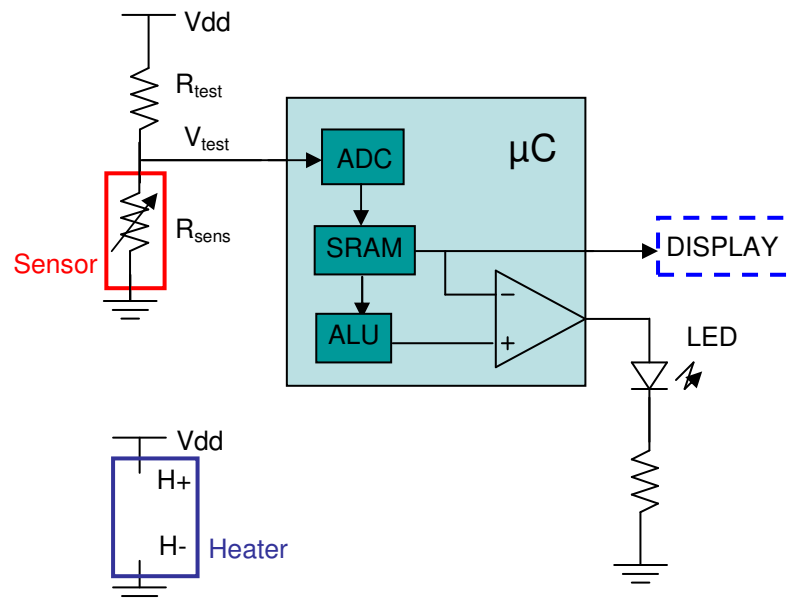 Vdd
Rtest
Vtest
ADC
µC
Rsens
SRAM
DISPLAY
Sensor
−
ALU
+
LED
Vdd
H+
H-
Heater